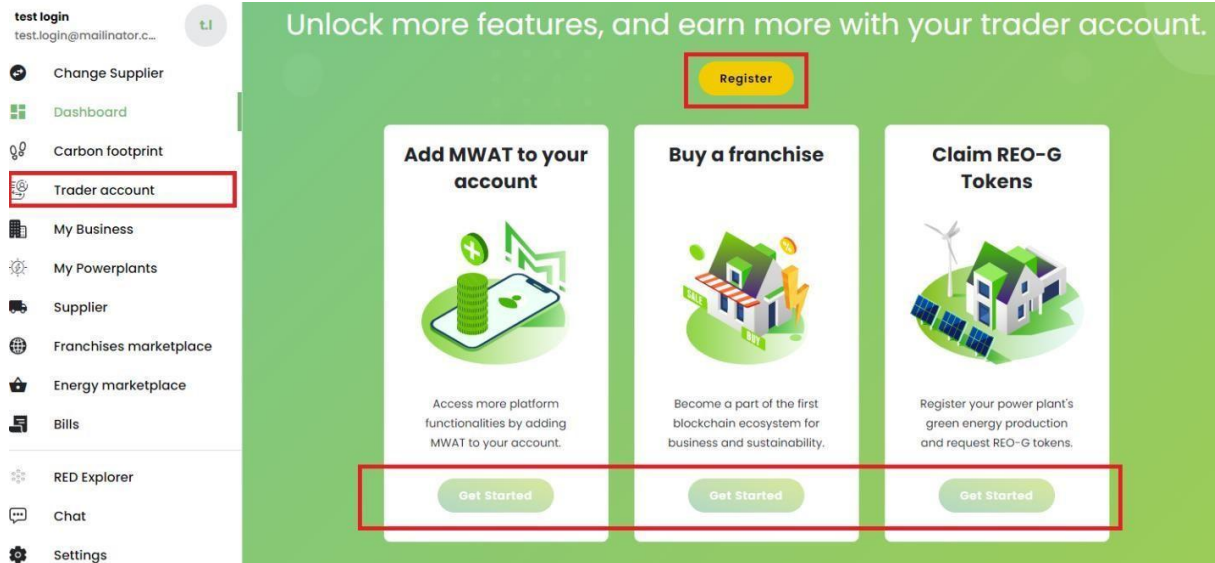 test login
test.login@mailinator.c...
t.l
Change Supplier
Dashboard
Carbon footprint
Trader account
My Business
My Powerplants
Supplier
Franchises marketplace
Energy marketplace
Bills
RED Explorer
Chat
Settings
Unlock more features, and earn more with your trader account.
Register
Add MWAT to your
account
Access more platform
functionalities by adding
MWAT to your account.
Get Started
Buy a franchise
SALE
BUY
Become a part of the first
blockchain ecosystem for
business and sustainability.
Get Started
Claim REO-G
Tokens
Register your power plant's
green energy production
and request REO-G tokens.
Get Started